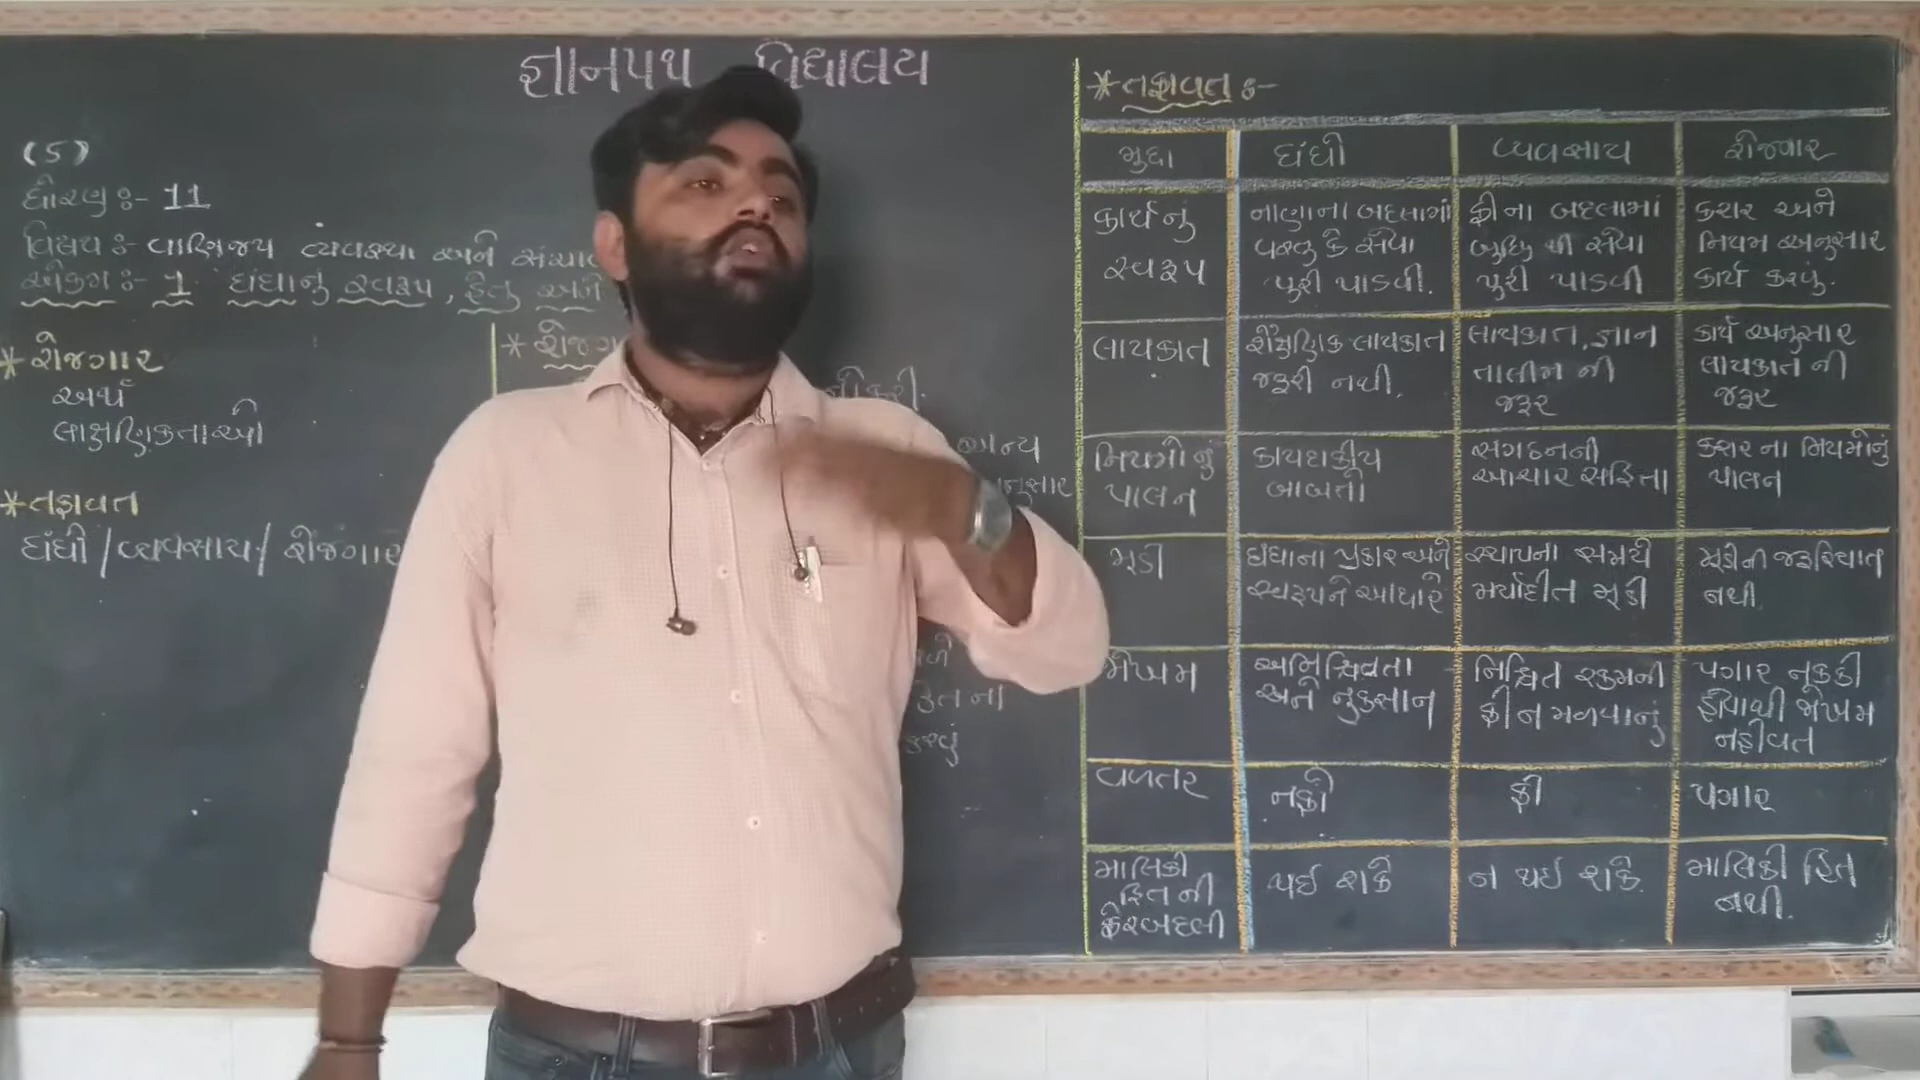 જ્ઞાનપથ વિદ્યાલય
(5)
ધોરણ :- 11
વિષય :- વાણિજ્ય વ્યવસ્થા અને
એકમ :- 1 ધંધાનું સ્વરૂપ, હેતુ અને
* રોજગાર
અર્થ
લાક્ષણિકતાઓ
* તફાવત
ધંધો / વ્યવસાય / રોજગાર
*
અન્ય
કરવું
* તફાવત :-
મુદ્દા
ધંધો
વ્યવસાય
રોજગાર
કાર્યનું
સ્વરૂપ
નાણાના બદલામાં
વસ્તુ કે સેવા
પુરી પાડવી.
ફી ના બદલામાં
બુદ્ધિ થી સેવા
પુરી પાડવી
કરાર અને
નિયમ અનુસાર
કાર્ય કરવું.
લાયકાત
શૈક્ષણિક લાયકાત
જરૂરી નથી.
લાયકાત, જ્ઞાન
તાલીમ ની
જરૂર
કાર્ય અનુસાર
લાયકાત ની
જરૂર
નિયમોનું
પાલન
કાયદાકીય
બાબતો
સંગઠનની
આચાર સંહિતા
કરાર ના નિયમોનું
પાલન
મૂડી
ધંધાના પ્રકાર અને
સ્વરૂપને આધારે
સ્થાપના સમયે
મર્યાદીત મૂડી
મૂડીની જરૂરિયાત
નથી.
જોખમ
અનિશ્ચિતતા
અને નુકસાન
નિશ્ચિત રકમની
ફી ન મળવાનું
પગાર નક્કી
હોવાથી જોખમ
નહીવત
વળતર
નફો
ફી
પગાર
માલિકી
હિત ની
ફેરબદલી
થઈ શકે
ન થઈ શકે.
માલિકી હિત
નથી.